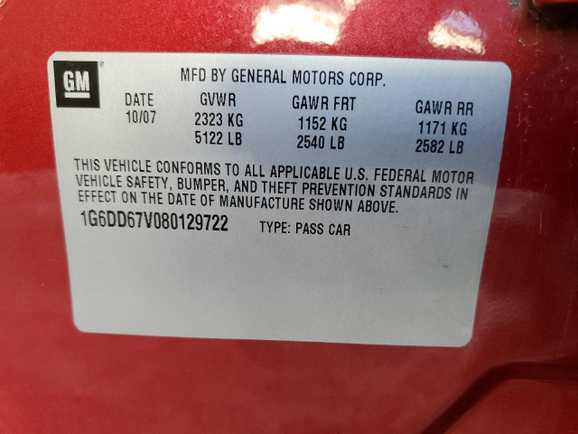 GM
MFD BY GENERAL MOTORS CORP.
DATE GVWR GAWR FRT GAWR RR
10/07 2323 KG 1152 KG 1171 KG
5122 LB 2540 LB 2582 LB
THIS VEHICLE CONFORMS TO ALL APPLICABLE U.S. FEDERAL MOTOR
VEHICLE SAFETY, BUMPER, AND THEFT PREVENTION STANDARDS IN
EFFECT ON THE DATE OF MANUFACTURE SHOWN ABOVE.
1G6DD67V080129722 TYPE: PASS CAR